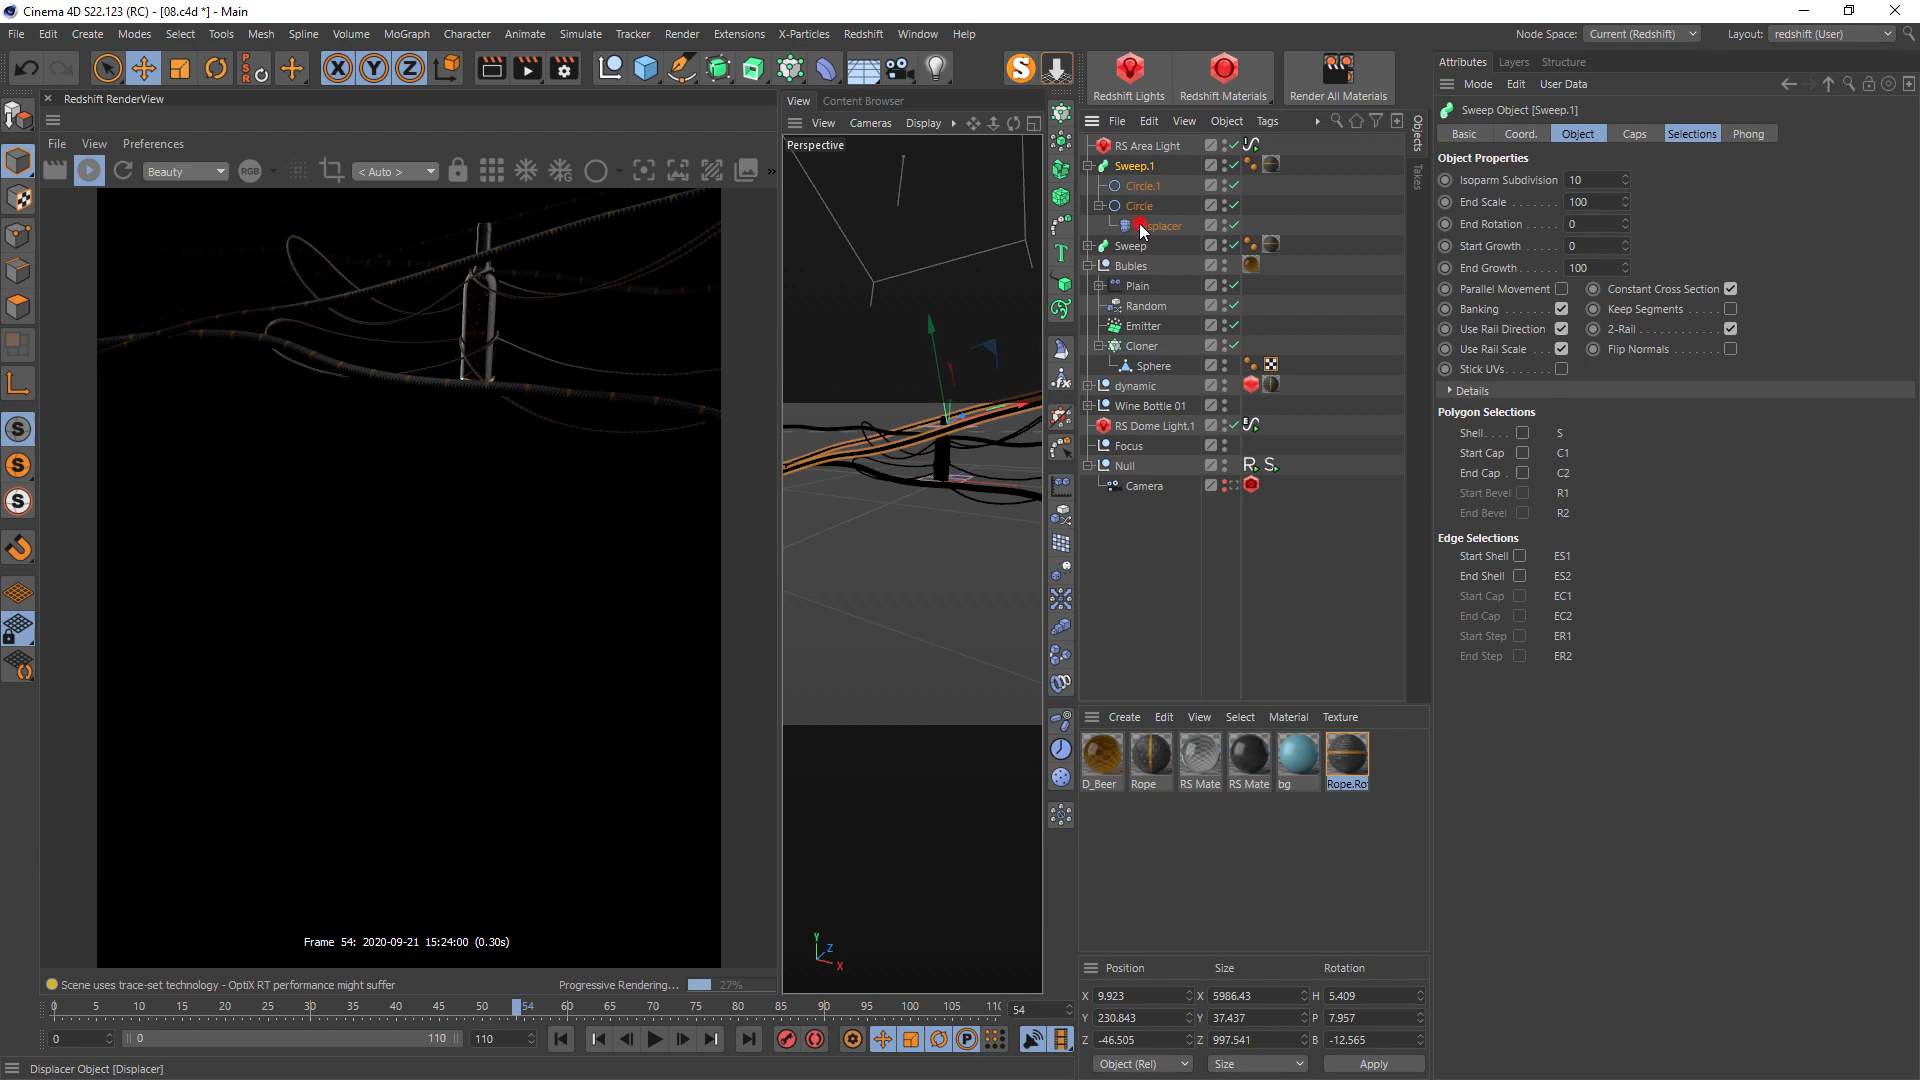 Cinema 4D S22.123 (RC) - [08.c4d *] - Main
File Edit Create Modes Select Tools Mesh Spline Volume MoGraph Character Animate Simulate Tracker Render Extensions X-Particles Redshift Window Help
Node Space: Current (Redshift) Layout: redshift (User)
Redshift Lights Redshift Materials Render All Materials
Redshift RenderView
File View Preferences
Beauty RGB < Auto >
Frame 54: 2020-09-21 15:24:00 (0.30s)
Scene uses trace-set technology - OptiX RT performance might suffer
Progressive Rendering... 27%
View Content Browser
View Cameras Display
Perspective
Y
Z
X
File Edit View Object Tags
Objects
Takes
RS Area Light
Sweep.1
Circle.1
Circle
splacer
Sweep
Bubles
Plain
Random
Emitter
Cloner
Sphere
dynamic
Wine Bottle 01
RS Dome Light.1
Focus
Null
Camera
Create Edit View Select Material Texture
D_Beer Rope RS Mate RS Mate bg Rope.Ro
Position Size Rotation
X 9.923 X 5986.43 H 5.409
Y 230.843 Y 37.437 P 7.957
Z -46.505 Z 997.541 B -12.565
Object (Rel) Size Apply
Attributes Layers Structure
Mode Edit User Data
Sweep Object [Sweep.1]
Basic Coord. Object Caps Selections Phong
Object Properties
Isoparm Subdivision 10
End Scale 100
End Rotation 0
Start Growth 0
End Growth 100
Parallel Movement Constant Cross Section
Banking Keep Segments
Use Rail Direction 2-Rail
Use Rail Scale Flip Normals
Stick UVs
Details
Polygon Selections
Shell S
Start Cap C1
End Cap C2
Start Bevel R1
End Bevel R2
Edge Selections
Start Shell ES1
End Shell ES2
Start Cap EC1
End Cap EC2
Start Step ER1
End Step ER2
0 5 10 15 20 25 30 35 40 45 50 54 60 65 70 75 80 85 90 95 100 105 11 54
0 0 110 110
Displacer Object [Displacer]